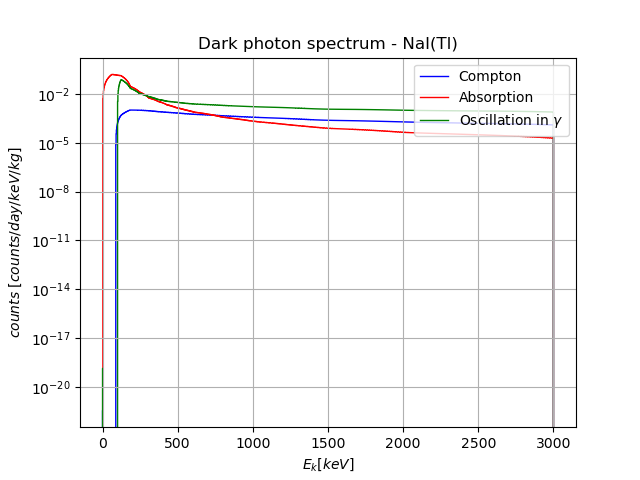 Dark photon spectrum - NaI(Tl)
Compton
Absorption
Oscillation in γ
counts [counts/day/keV/kg]
10⁻²
10⁻⁵
10⁻⁸
10⁻¹¹
10⁻¹⁴
10⁻¹⁷
10⁻²⁰
0 500 1000 1500 2000 2500 3000
E_k[keV]